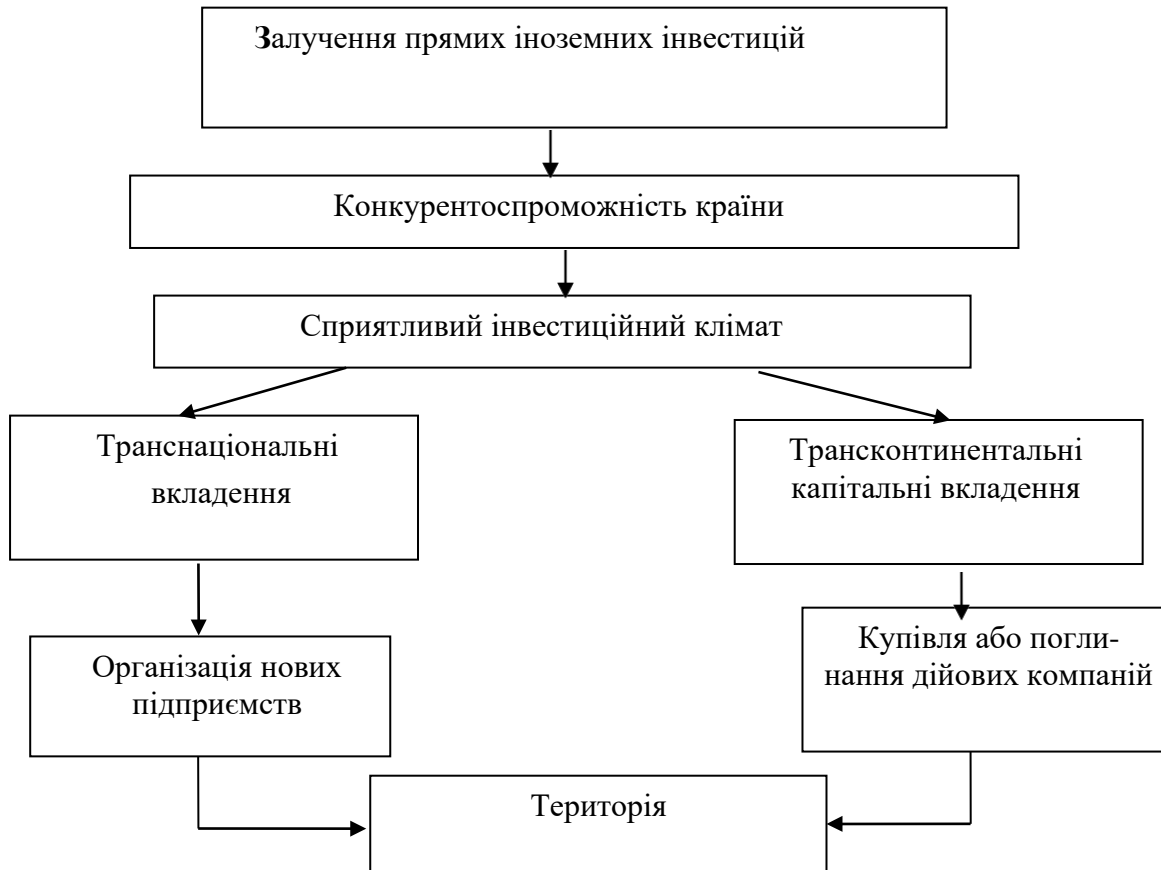 Залучення прямих іноземних інвестицій
Конкурентоспроможність країни
Сприятливий інвестиційний клімат
Транснаціональні
вкладення
Трансконтинентальні
капітальні вкладення
Організація нових
підприємств
Купівля або погли-
нання дійових компаній
Територія